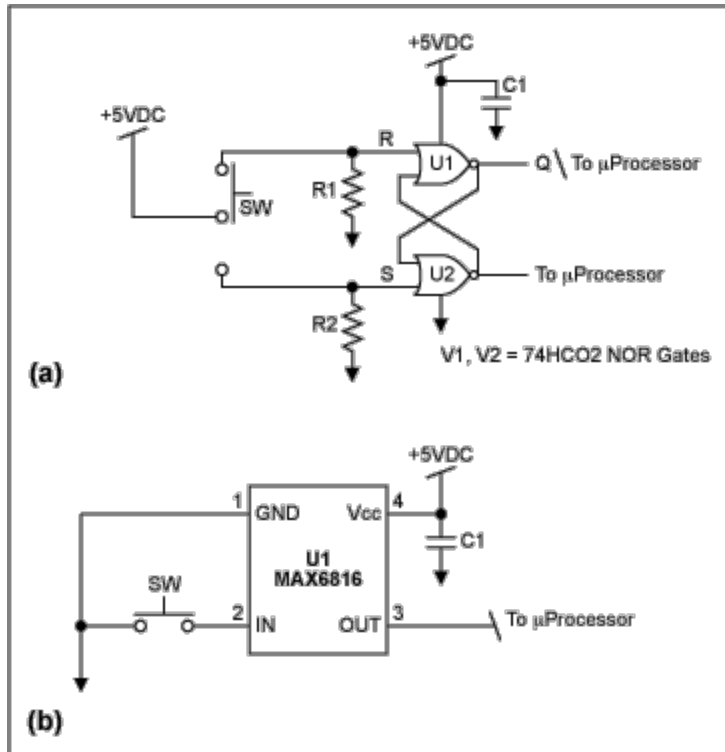 +5VDC
C1
+5VDC
R
U1
Q \ To μProcessor
R1
SW
S
U2
To μProcessor
R2
V1, V2 = 74HCO2 NOR Gates
(a)
+5VDC
1
GND
Vcc
4
C1
U1
MAX6816
SW
2
IN
OUT
3
To μProcessor
(b)